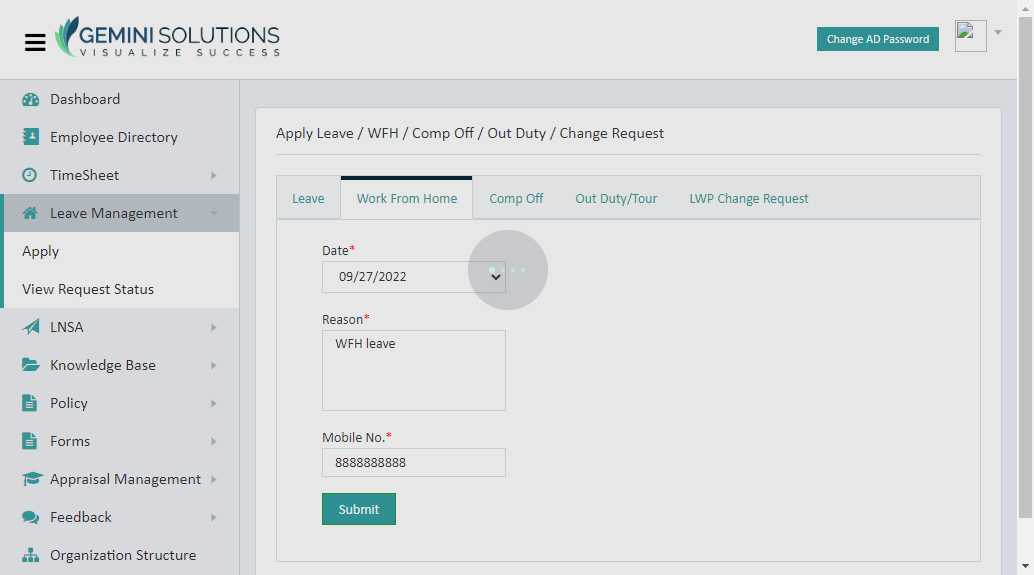 GEMINI SOLUTIONS
VISUALIZE SUCCESS
Change AD Password
Dashboard
Employee Directory
TimeSheet
Leave Management
Apply
View Request Status
LNSA
Knowledge Base
Policy
Forms
Appraisal Management
Feedback
Organization Structure
Apply Leave / WFH / Comp Off / Out Duty / Change Request
Leave Work From Home Comp Off Out Duty/Tour LWP Change Request
Date*
09/27/2022
Reason*
WFH leave
Mobile No.*
8888888888
Submit